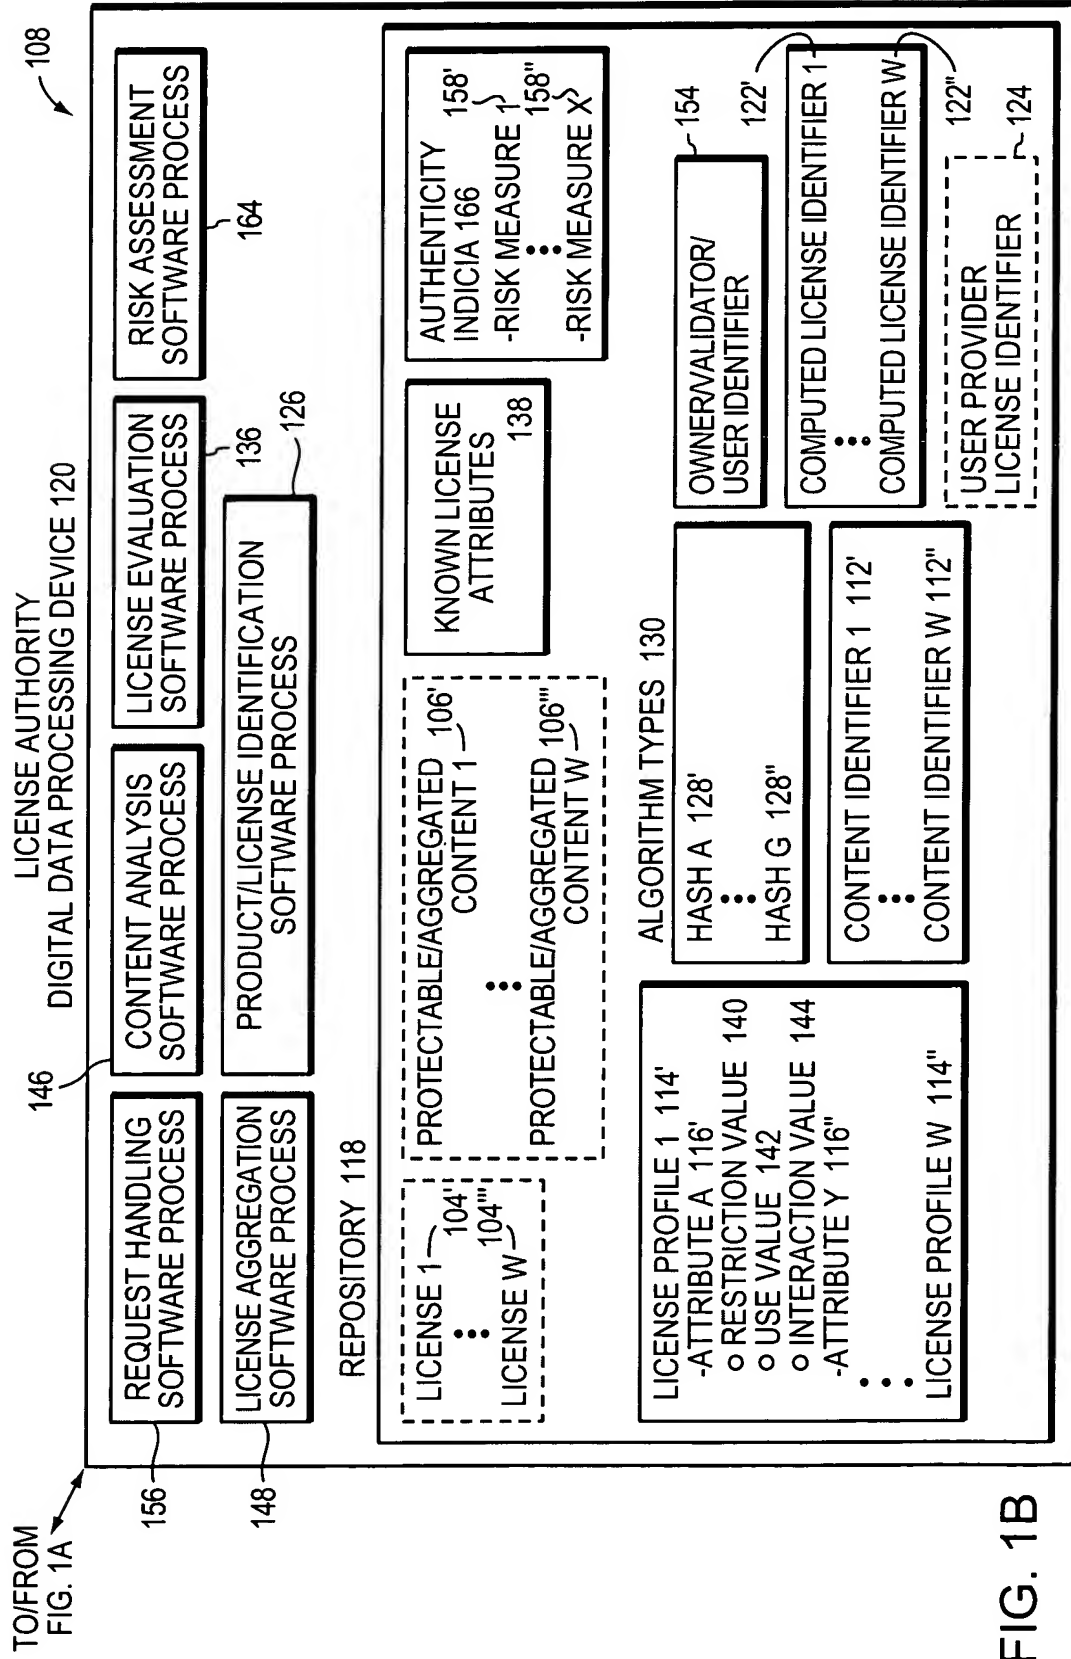 TO/FROM
FIG. 1A
LICENSE AUTHORITY
DIGITAL DATA PROCESSING DEVICE 120
108
156
REQUEST HANDLING
SOFTWARE PROCESS
146
CONTENT ANALYSIS
SOFTWARE PROCESS
LICENSE EVALUATION
SOFTWARE PROCESS
136
RISK ASSESSMENT
SOFTWARE PROCESS
164
148
LICENSE AGGREGATION
SOFTWARE PROCESS
PRODUCT/LICENSE IDENTIFICATION
SOFTWARE PROCESS
126
REPOSITORY 118
LICENSE 1
104'
LICENSE W
104'''
PROTECTABLE/AGGREGATED
CONTENT 1
106'
PROTECTABLE/AGGREGATED
CONTENT W
106'''
KNOWN LICENSE
ATTRIBUTES
138
AUTHENTICITY
INDICIA 166
-RISK MEASURE 1
158'
-RISK MEASURE X
158''
LICENSE PROFILE 1 114'
-ATTRIBUTE A 116'
o RESTRICTION VALUE 140
o USE VALUE 142
o INTERACTION VALUE 144
-ATTRIBUTE Y 116''
LICENSE PROFILE W 114''
ALGORITHM TYPES 130
HASH A 128'
HASH G 128''
CONTENT IDENTIFIER 1 112'
CONTENT IDENTIFIER W 112''
OWNER/VALIDATOR/
USER IDENTIFIER
154
COMPUTED LICENSE IDENTIFIER 1
122'
COMPUTED LICENSE IDENTIFIER W
122''
USER PROVIDER
LICENSE IDENTIFIER
124
FIG. 1B